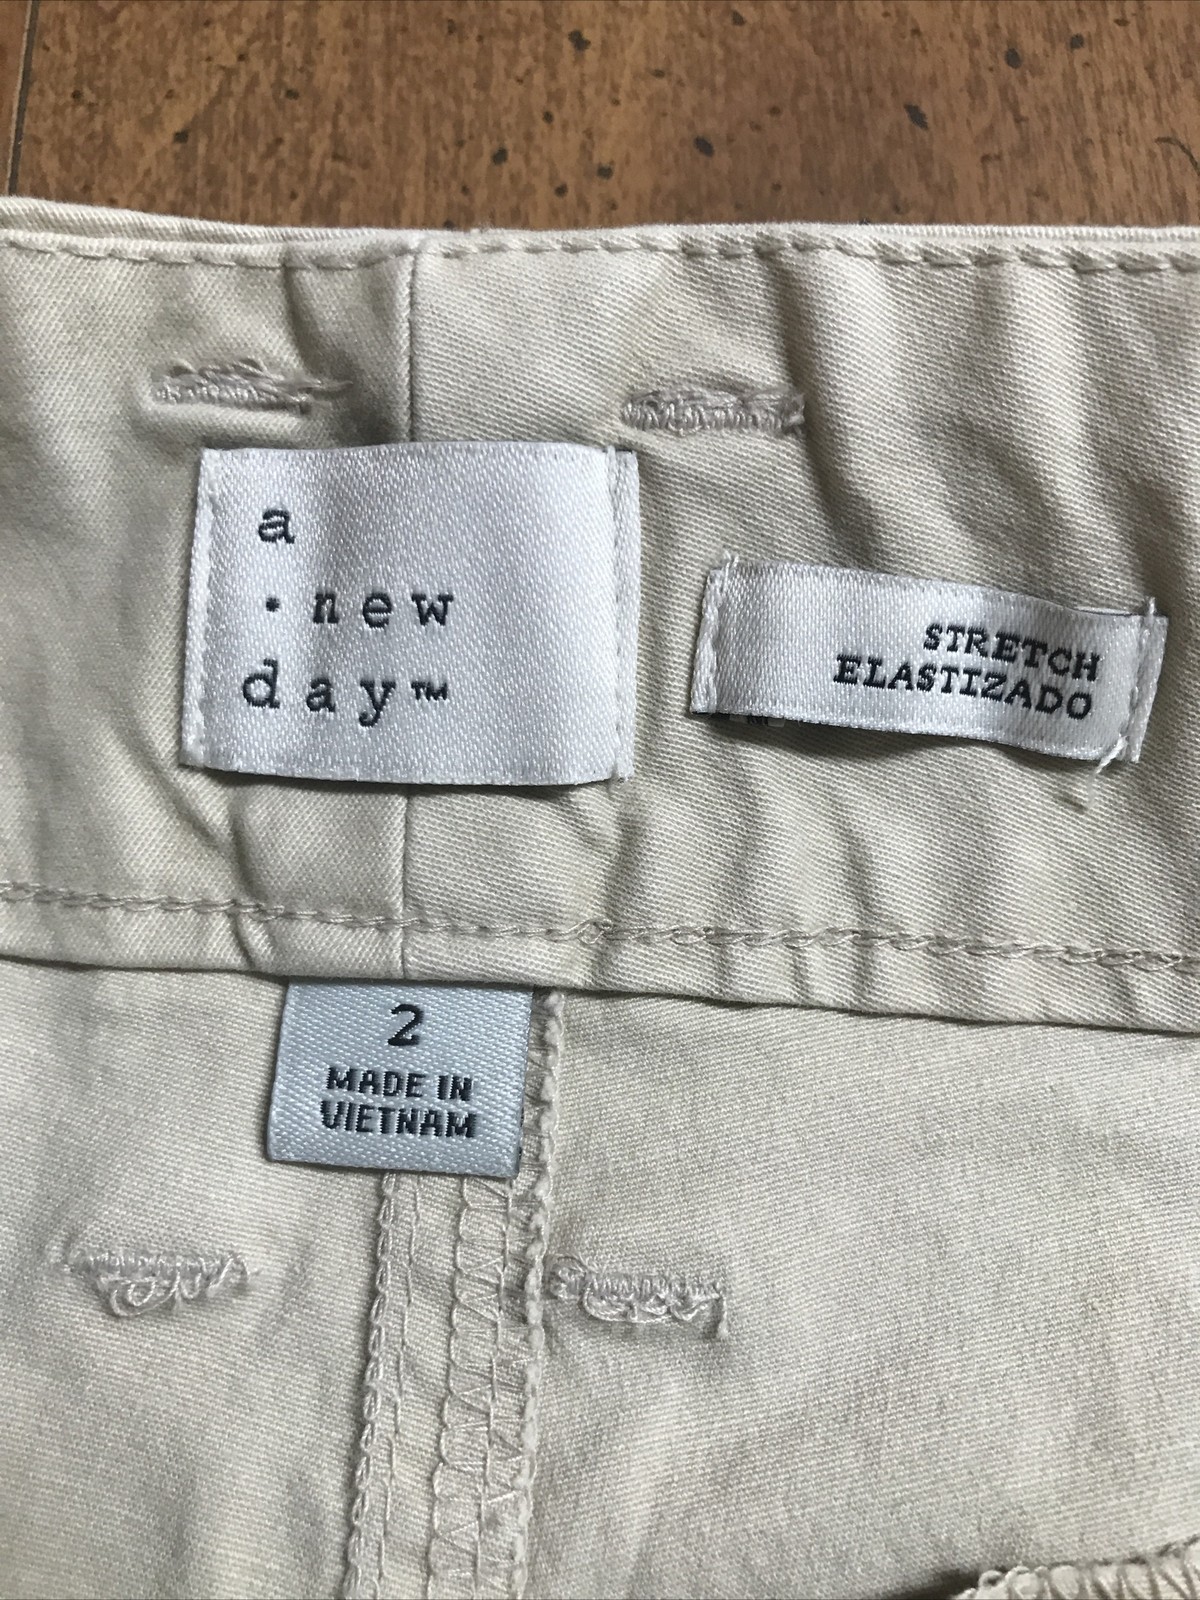 a
·new
day™
STRETCH
ELASTIZADO
2
MADE IN
VIETNAM